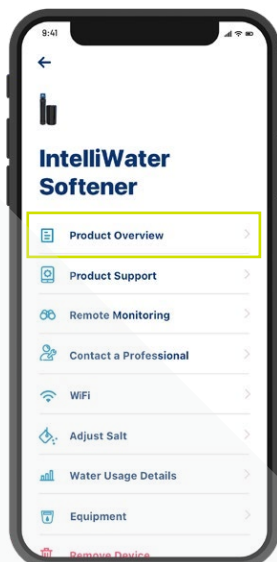 9:41
IntelliWater
Softener
Product Overview
Product Support
Remote Monitoring
Contact a Professional
WiFi
Adjust Salt
Water Usage Details
Equipment
Remove Device